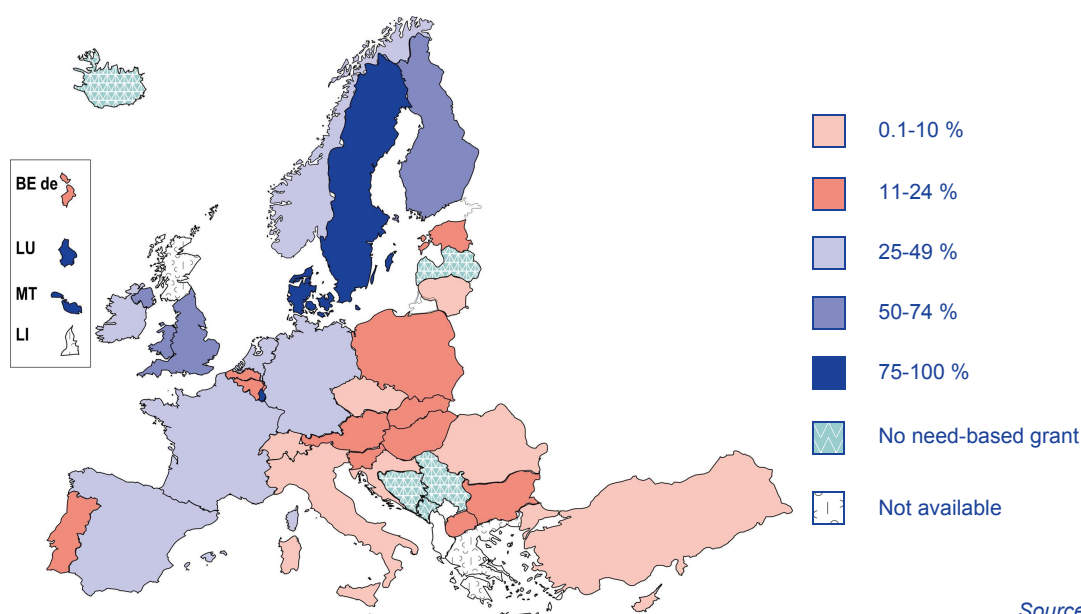 BE de
LU
MT
LI
0.1-10 %
11-24 %
25-49 %
50-74 %
75-100 %
No need-based grant
Not available
Source